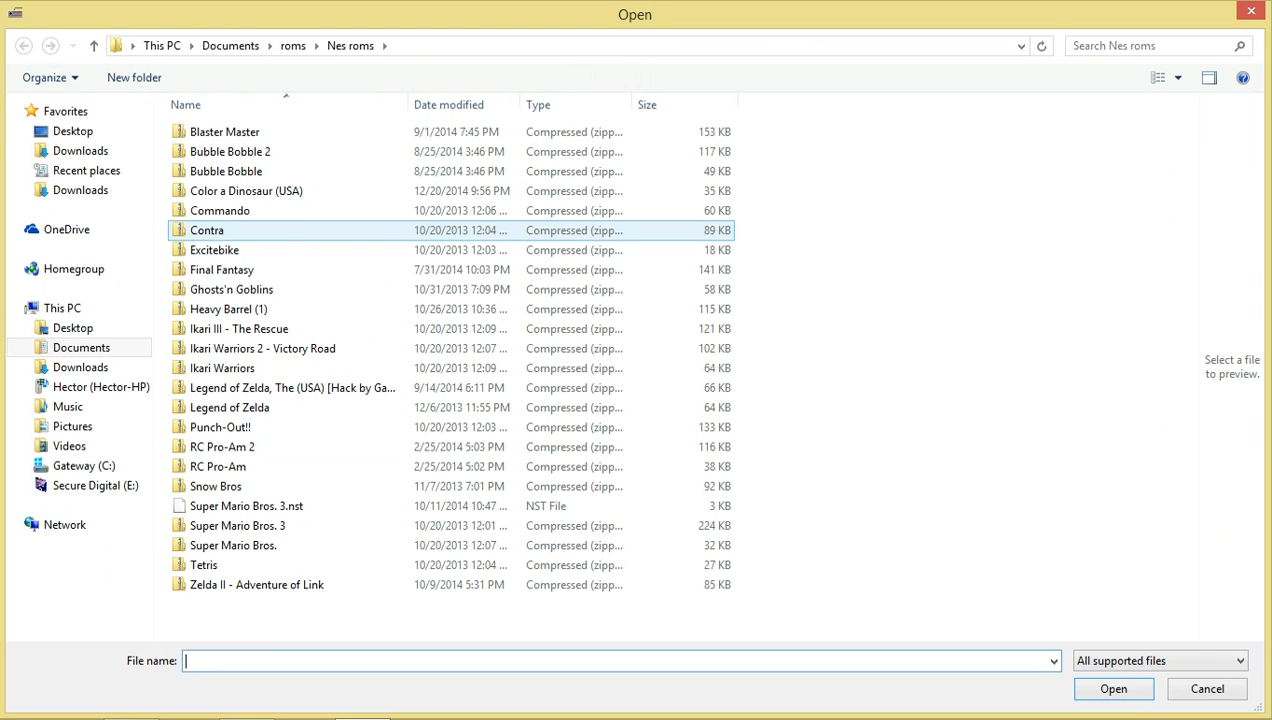 Open
This PC Documents roms Nes roms
Search Nes roms
Organize New folder
Name Date modified Type Size
Favorites
Desktop
Downloads
Recent places
Downloads
OneDrive
Homegroup
This PC
Desktop
Documents
Downloads
Hector (Hector-HP)
Music
Pictures
Videos
Gateway (C:)
Secure Digital (E:)
Network
Blaster Master 9/1/2014 7:45 PM Compressed (zipp... 153 KB
Bubble Bobble 2 8/25/2014 3:46 PM Compressed (zipp... 117 KB
Bubble Bobble 8/25/2014 3:46 PM Compressed (zipp... 49 KB
Color a Dinosaur (USA) 12/20/2014 9:56 PM Compressed (zipp... 35 KB
Commando 10/20/2013 12:06 ... Compressed (zipp... 60 KB
Contra 10/20/2013 12:04 ... Compressed (zipp... 89 KB
Excitebike 10/20/2013 12:03 ... Compressed (zipp... 18 KB
Final Fantasy 7/31/2014 10:03 PM Compressed (zipp... 141 KB
Ghosts'n Goblins 10/31/2013 7:09 PM Compressed (zipp... 58 KB
Heavy Barrel (1) 10/26/2013 10:36 ... Compressed (zipp... 115 KB
Ikari III - The Rescue 10/20/2013 12:09 ... Compressed (zipp... 121 KB
Ikari Warriors 2 - Victory Road 10/20/2013 12:07 ... Compressed (zipp... 102 KB
Ikari Warriors 10/20/2013 12:09 ... Compressed (zipp... 64 KB
Legend of Zelda, The (USA) [Hack by Ga... 9/14/2014 6:11 PM Compressed (zipp... 66 KB
Legend of Zelda 12/6/2013 11:55 PM Compressed (zipp... 64 KB
Punch-Out!! 10/20/2013 12:03 ... Compressed (zipp... 133 KB
RC Pro-Am 2 2/25/2014 5:03 PM Compressed (zipp... 116 KB
RC Pro-Am 2/25/2014 5:02 PM Compressed (zipp... 38 KB
Snow Bros 11/7/2013 7:01 PM Compressed (zipp... 92 KB
Super Mario Bros. 3.nst 10/11/2014 10:47 ... NST File 3 KB
Super Mario Bros. 3 10/20/2013 12:01 ... Compressed (zipp... 224 KB
Super Mario Bros. 10/20/2013 12:07 ... Compressed (zipp... 32 KB
Tetris 10/20/2013 12:04 ... Compressed (zipp... 27 KB
Zelda II - Adventure of Link 10/9/2014 5:31 PM Compressed (zipp... 85 KB
Select a file
to preview.
File name: All supported files
Open Cancel